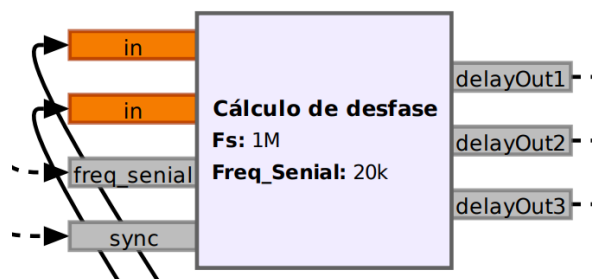 in
in
freq_senial
sync
Cálculo de desfase
Fs: 1M
Freq_Senial: 20k
delayOut1
delayOut2
delayOut3